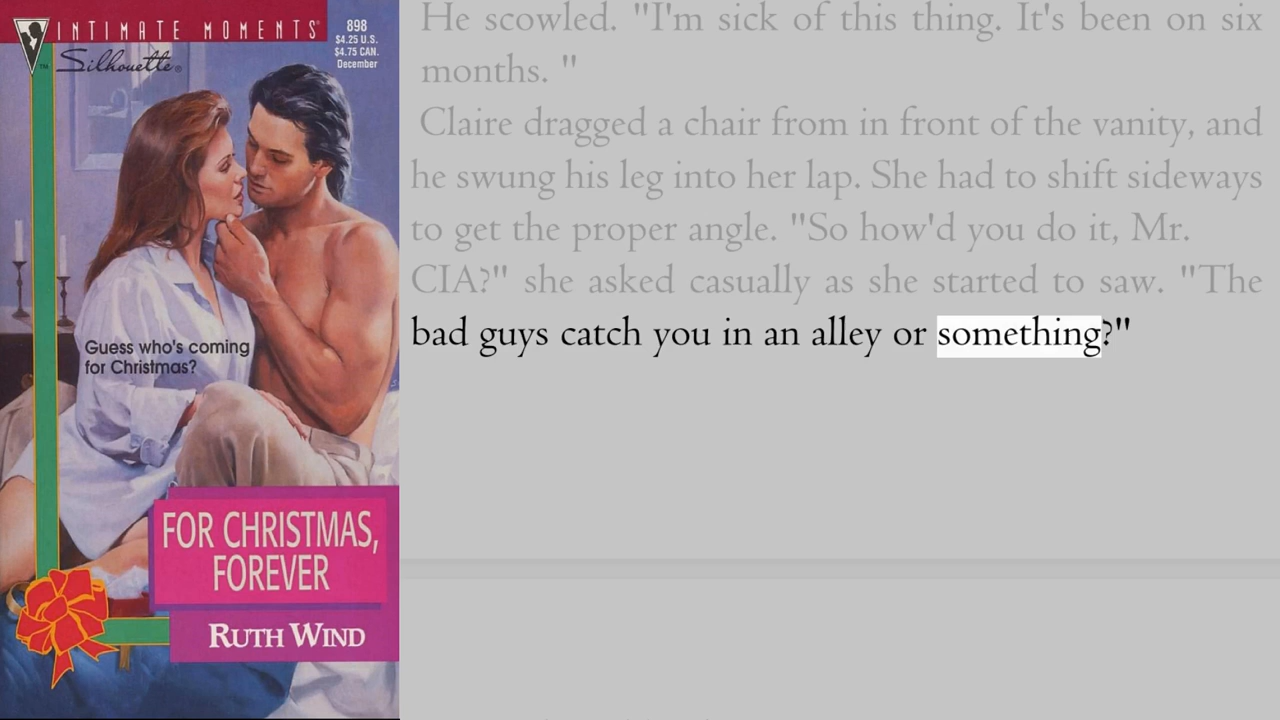 INTIMATE MOMENTS®
898
$4.25 U.S.
$4.75 CAN.
December
™ Silhouette®
Guess who's coming
for Christmas?
FOR CHRISTMAS,
FOREVER
RUTH WIND
He scowled. "I'm sick of this thing. It's been on six
months. "
Claire dragged a chair from in front of the vanity, and
he swung his leg into her lap. She had to shift sideways
to get the proper angle. "So how'd you do it, Mr.
CIA?" she asked casually as she started to saw. "The
bad guys catch you in an alley or something?"